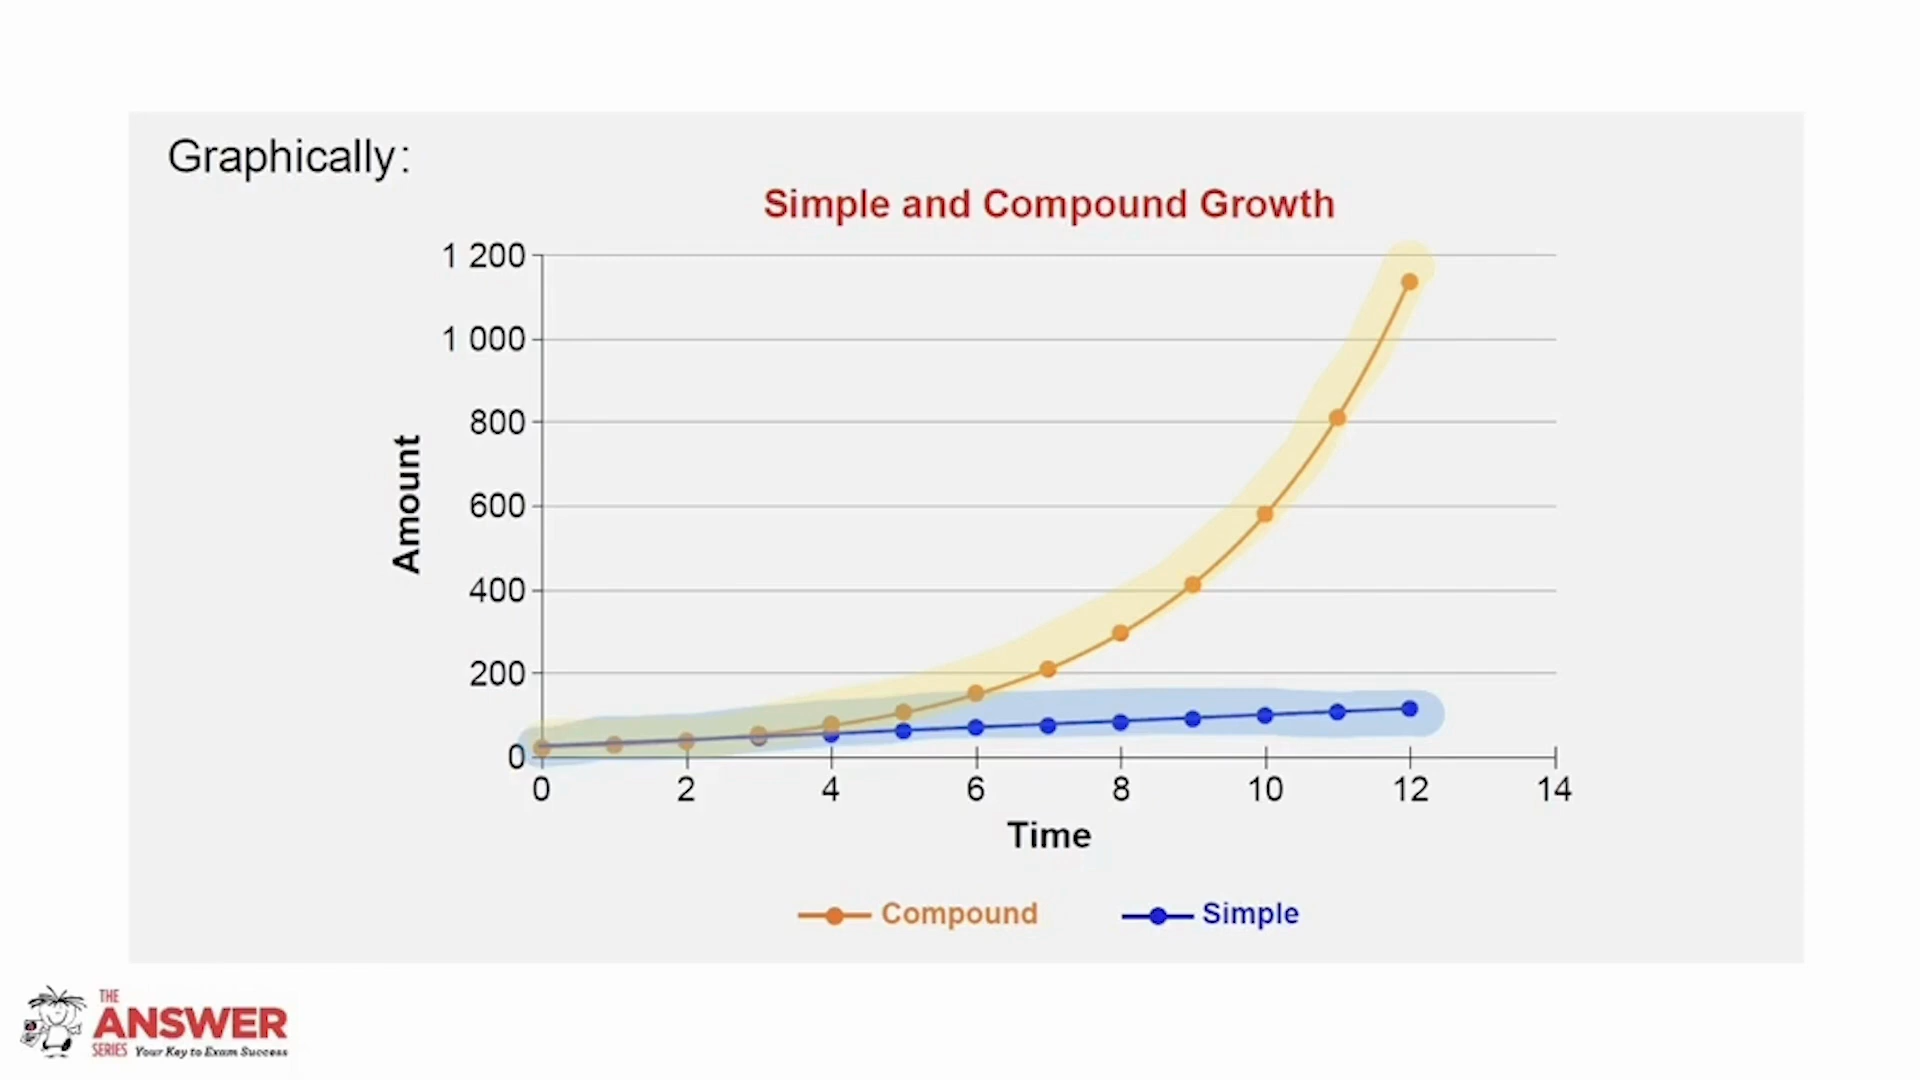 Graphically:
Simple and Compound Growth
1 200
1 000
800
600
400
200
0
Amount
0 2 4 6 8 10 12 14
Time
Compound Simple
THE
ANSWER
SERIES Your Key to Exam Success